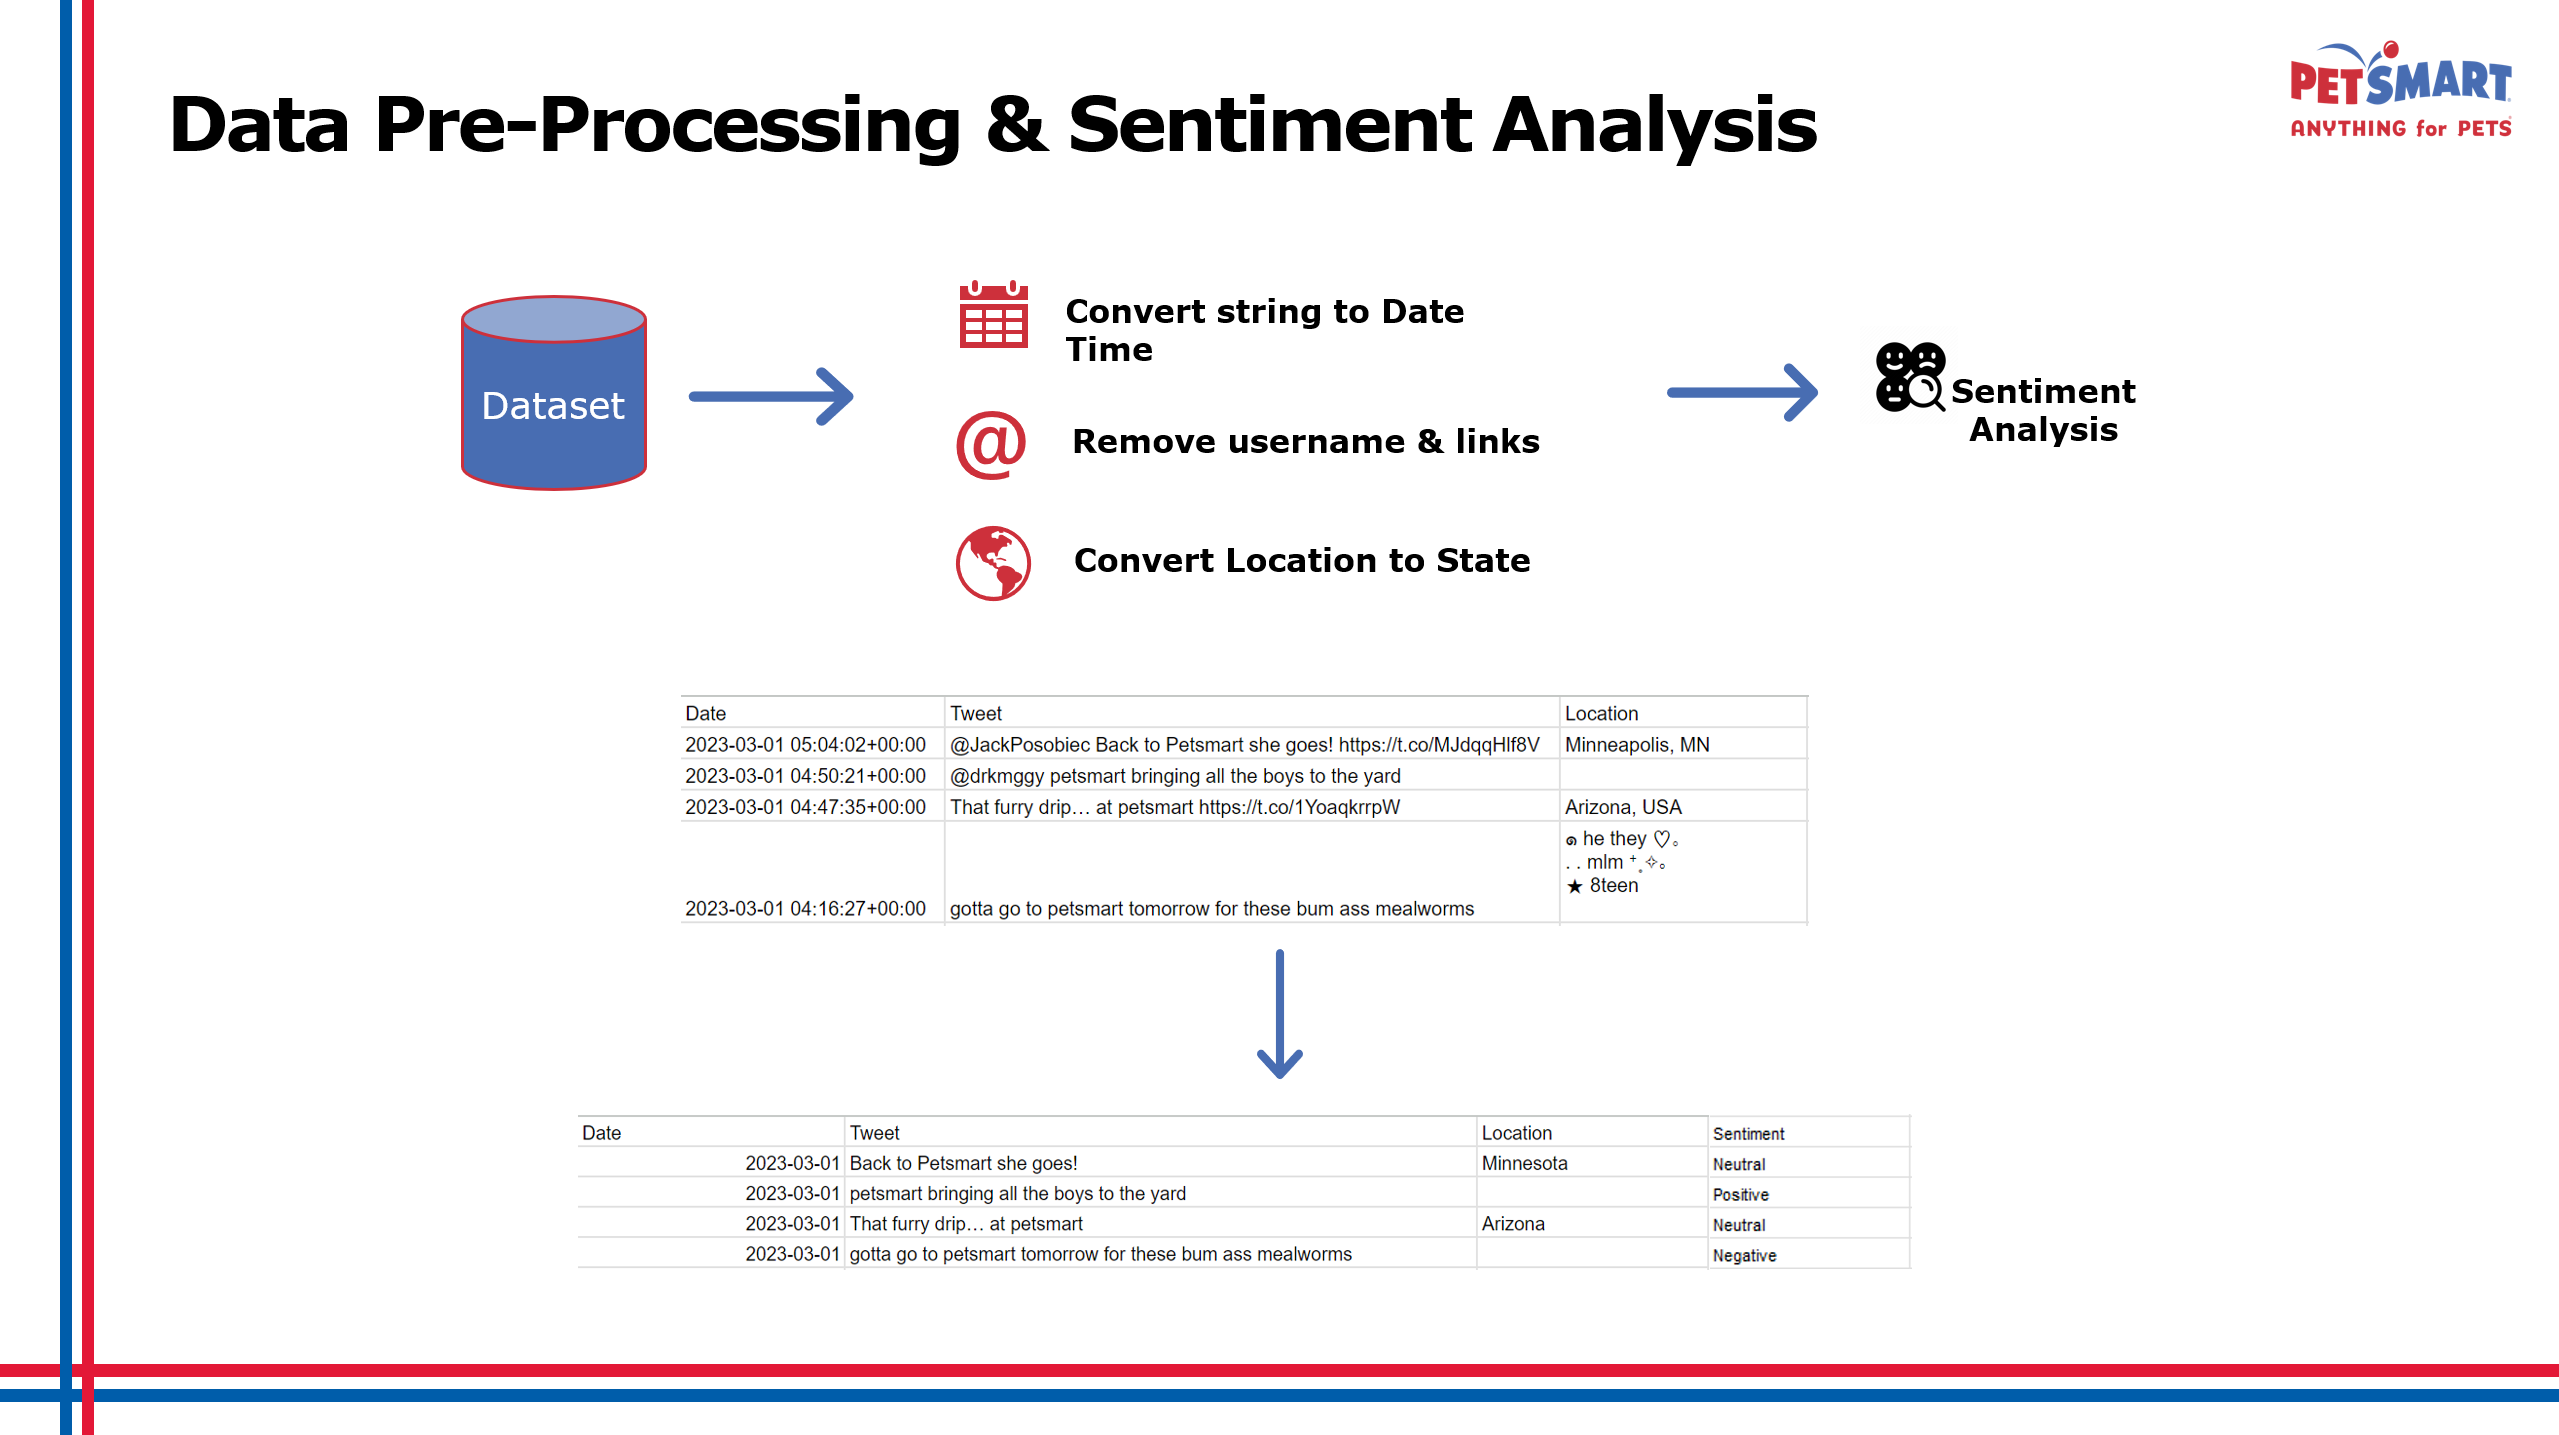 Data Pre-Processing & Sentiment Analysis
PETSMART
ANYTHING for PETS
Dataset
Convert string to Date
Time
Remove username & links
Convert Location to State
Sentiment
Analysis
Date Tweet Location
2023-03-01 05:04:02+00:00 @JackPosobiec Back to Petsmart she goes! https://t.co/MJdqqHlf8V Minneapolis, MN
2023-03-01 04:50:21+00:00 @drkmggy petsmart bringing all the boys to the yard
2023-03-01 04:47:35+00:00 That furry drip… at petsmart https://t.co/1YoaqkrrpW Arizona, USA
๑ he they ♡。
. . mlm ⁺˳✧。
★ 8teen
2023-03-01 04:16:27+00:00 gotta go to petsmart tomorrow for these bum ass mealworms
Date Tweet Location Sentiment
2023-03-01 Back to Petsmart she goes! Minnesota Neutral
2023-03-01 petsmart bringing all the boys to the yard Positive
2023-03-01 That furry drip… at petsmart Arizona Neutral
2023-03-01 gotta go to petsmart tomorrow for these bum ass mealworms Negative